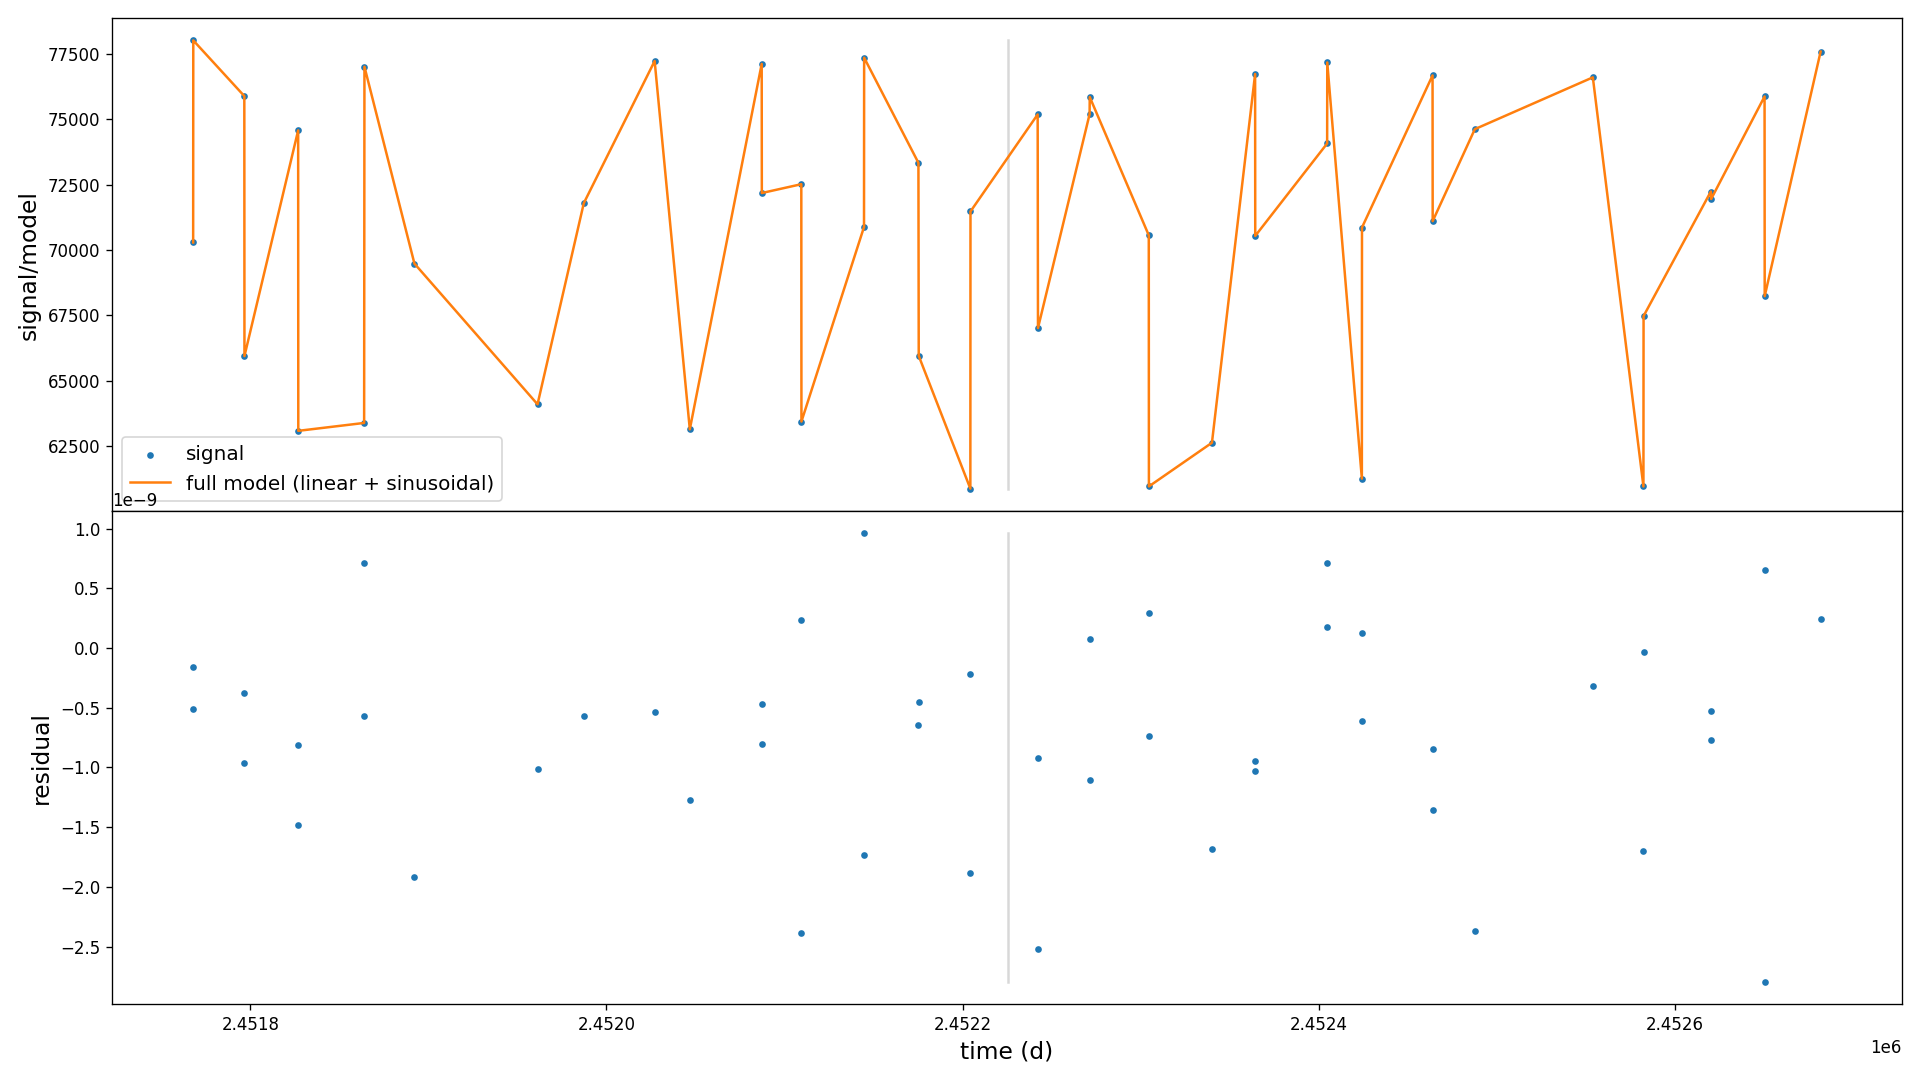 77500
75000
72500
70000
67500
65000
62500
signal/model
signal
full model (linear + sinusoidal)
1e−9
1.0
0.5
0.0
−0.5
−1.0
−1.5
−2.0
−2.5
residual
2.4518 2.4520 2.4522 2.4524 2.4526
1e6
time (d)